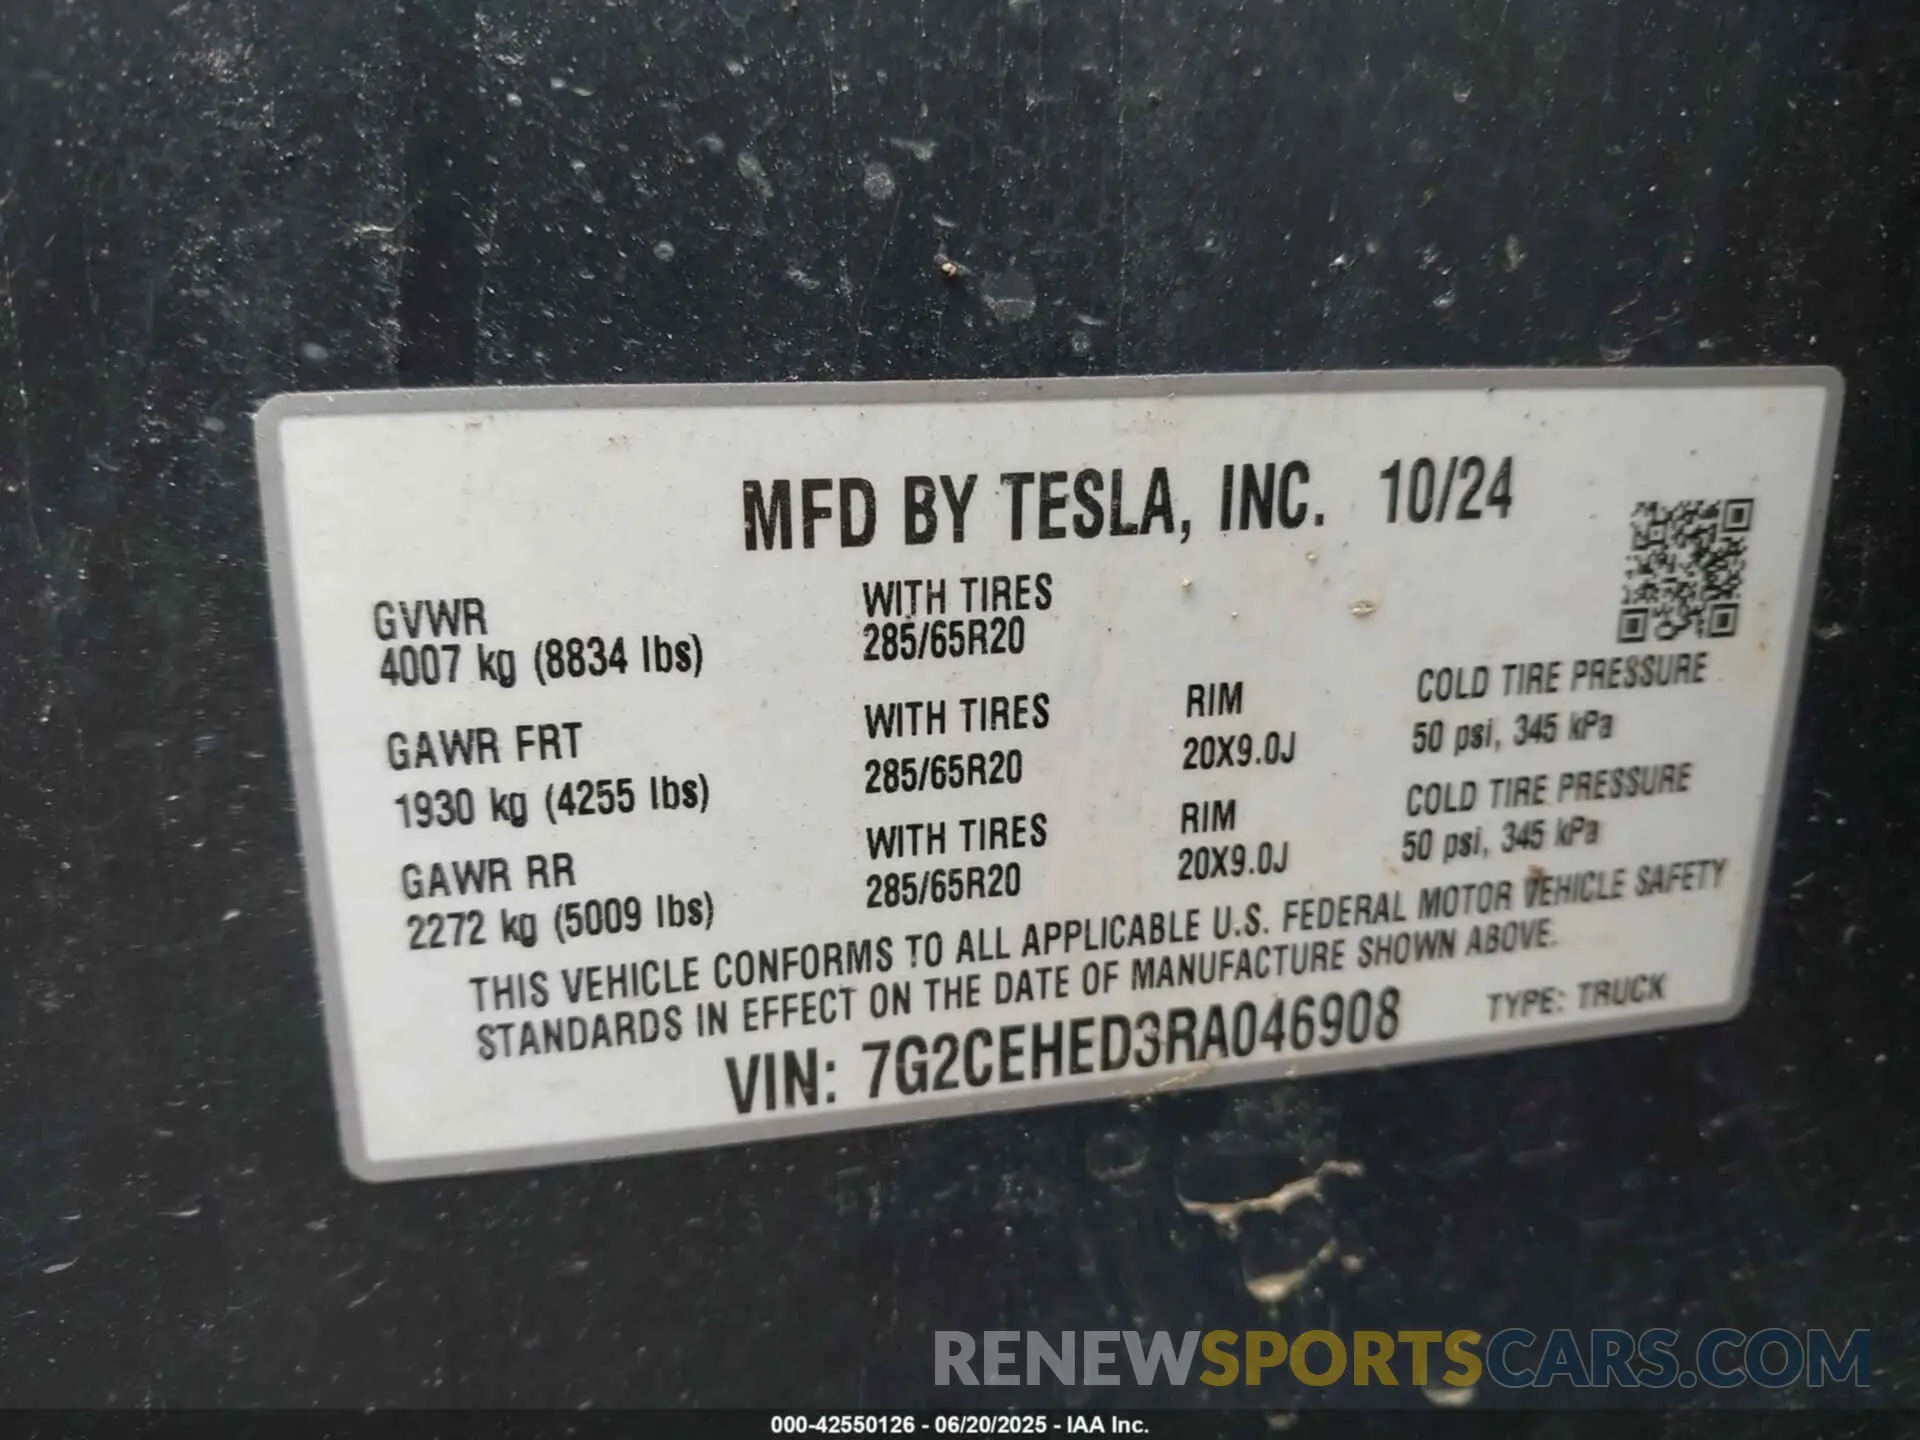 MFD BY TESLA, INC. 10/24
GVWR
4007 kg (8834 lbs)
WITH TIRES
285/65R20
GAWR FRT
1930 kg (4255 lbs)
WITH TIRES
285/65R20
RIM
20X9.0J
COLD TIRE PRESSURE
50 psi, 345 kPa
GAWR RR
2272 kg (5009 lbs)
WITH TIRES
285/65R20
RIM
20X9.0J
COLD TIRE PRESSURE
50 psi, 345 kPa
THIS VEHICLE CONFORMS TO ALL APPLICABLE U.S. FEDERAL MOTOR VEHICLE SAFETY
STANDARDS IN EFFECT ON THE DATE OF MANUFACTURE SHOWN ABOVE.
VIN: 7G2CEHED3RA046908
TYPE: TRUCK
RENEWSPORTSCARS.COM
000-42550126 - 06/20/2025 - IAA Inc.